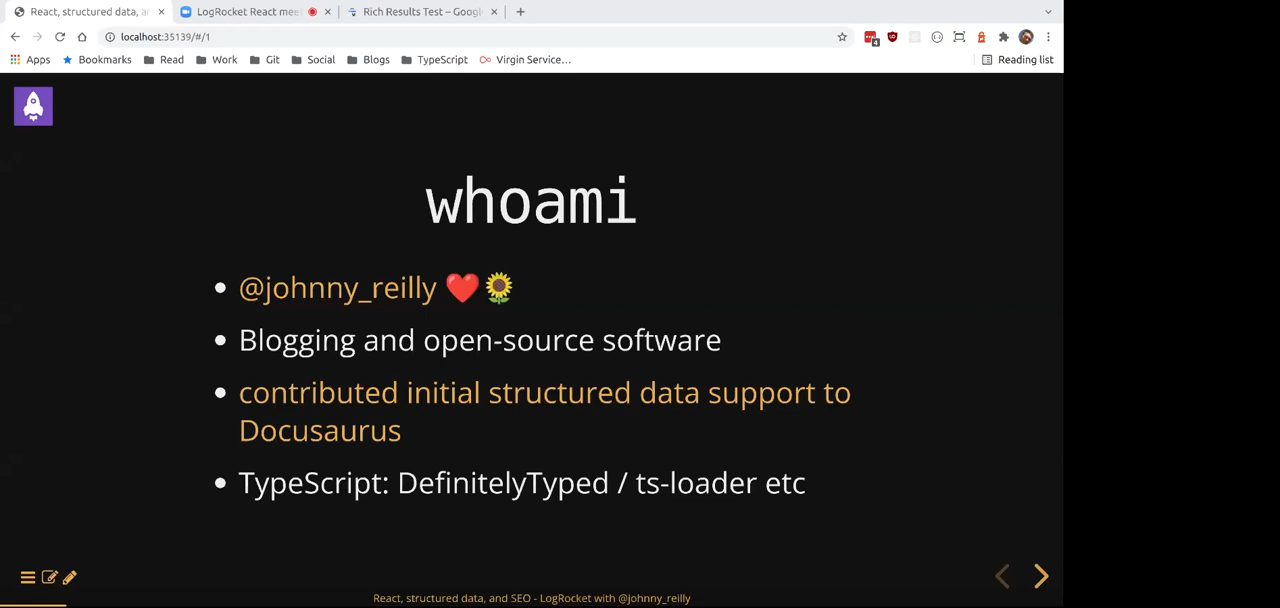 React, structured data, a
LogRocket React mee
Rich Results Test – Google
localhost:35139/#/1
4
Apps
Bookmarks
Read
Work
Git
Social
Blogs
TypeScript
Virgin Service…
Reading list
whoami
@johnny_reilly ❤️🌻
Blogging and open-source software
contributed initial structured data support to
Docusaurus
TypeScript: DefinitelyTyped / ts-loader etc
React, structured data, and SEO - LogRocket with @johnny_reilly